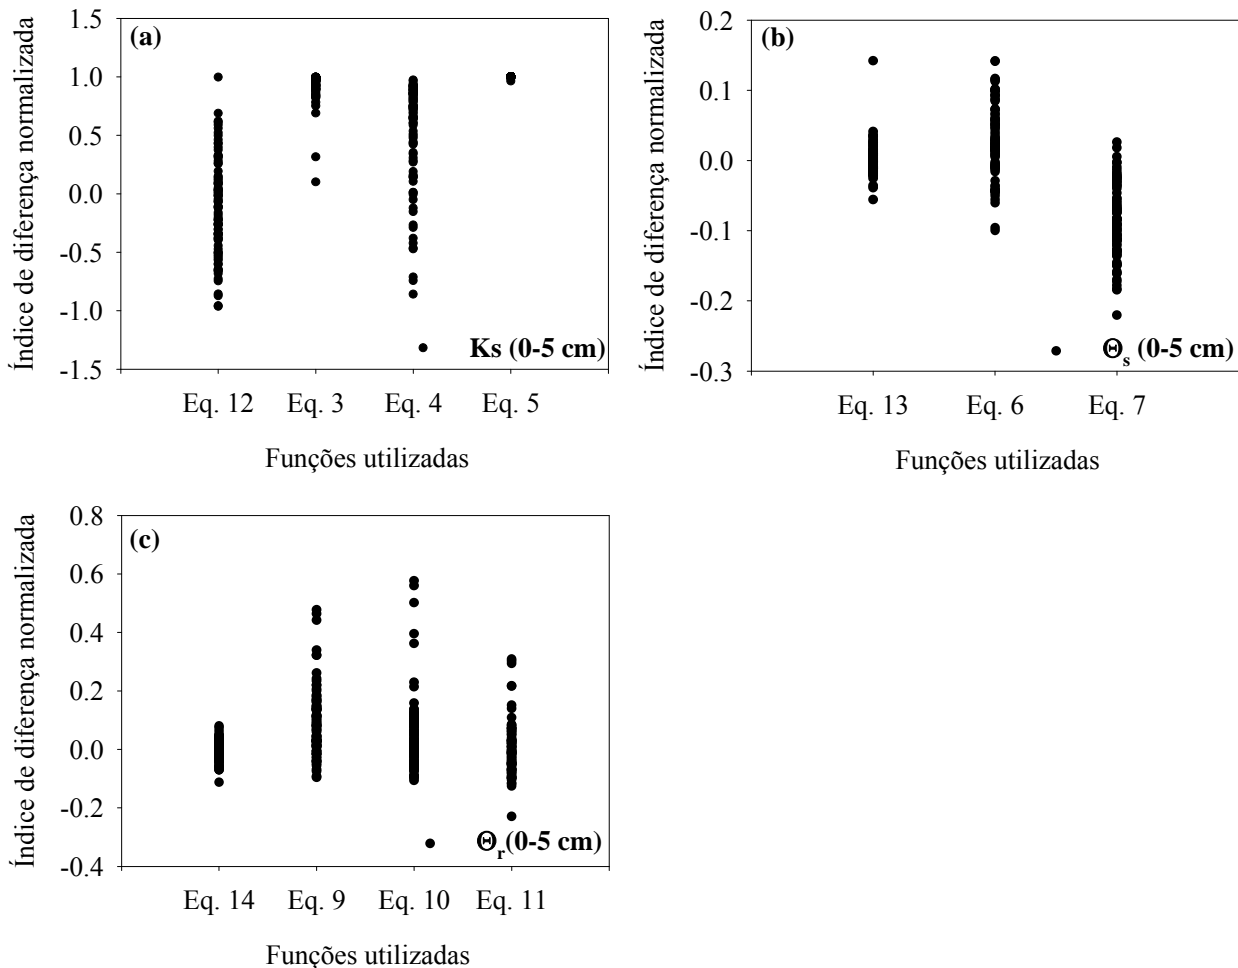 (a)
Índice de diferença normalizada
1.5
1.0
0.5
0.0
-0.5
-1.0
-1.5
Ks (0-5 cm)
Eq. 12 Eq. 3 Eq. 4 Eq. 5
Funções utilizadas
(b)
Índice de diferença normalizada
0.2
0.1
0.0
-0.1
-0.2
-0.3
Θs (0-5 cm)
Eq. 13 Eq. 6 Eq. 7
Funções utilizadas
(c)
Índice de diferença normalizada
0.8
0.6
0.4
0.2
0.0
-0.2
-0.4
Θr(0-5 cm)
Eq. 14 Eq. 9 Eq. 10 Eq. 11
Funções utilizadas